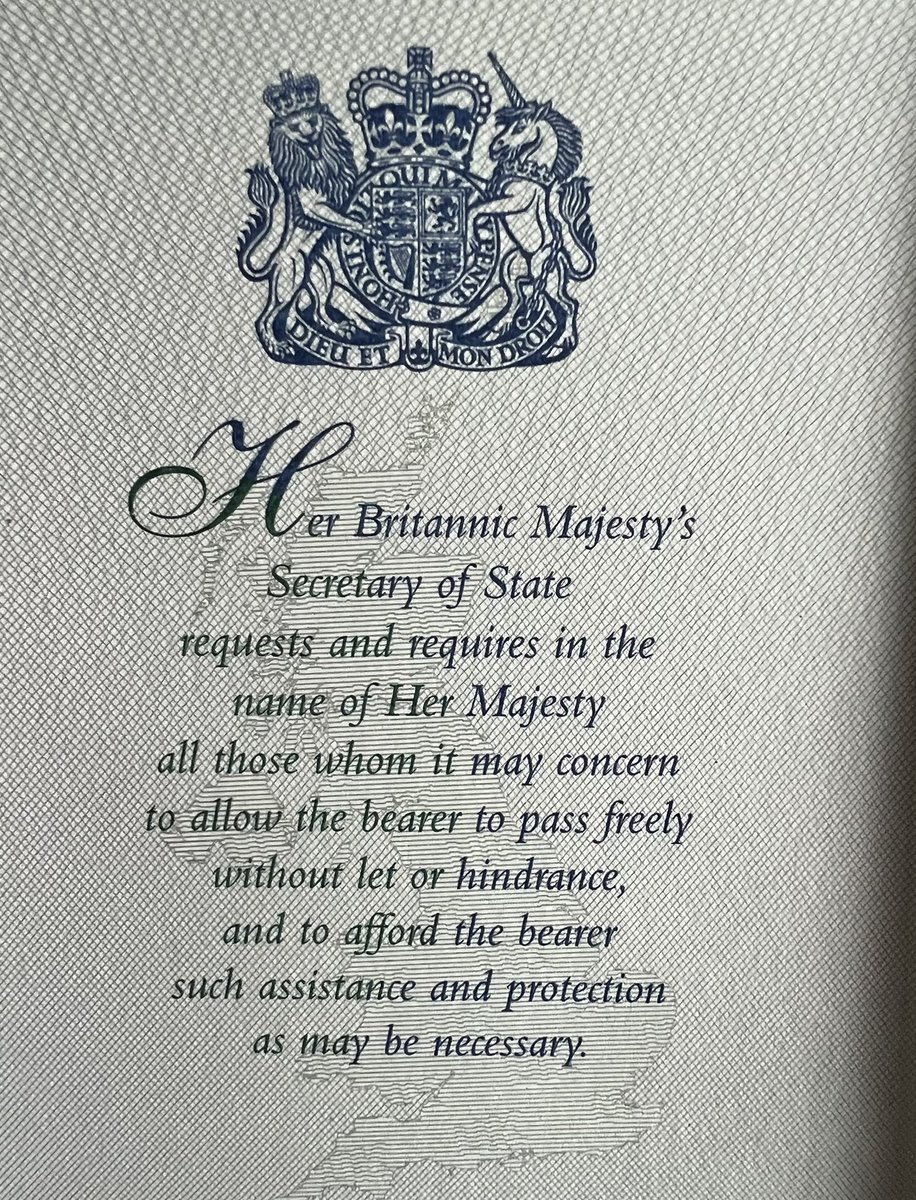 HONI SOIT QUI MAL Y PENSE
DIEU ET MON DROIT
Her Britannic Majesty's
Secretary of State
requests and requires in the
name of Her Majesty
all those whom it may concern
to allow the bearer to pass freely
without let or hindrance,
and to afford the bearer
such assistance and protection
as may be necessary.